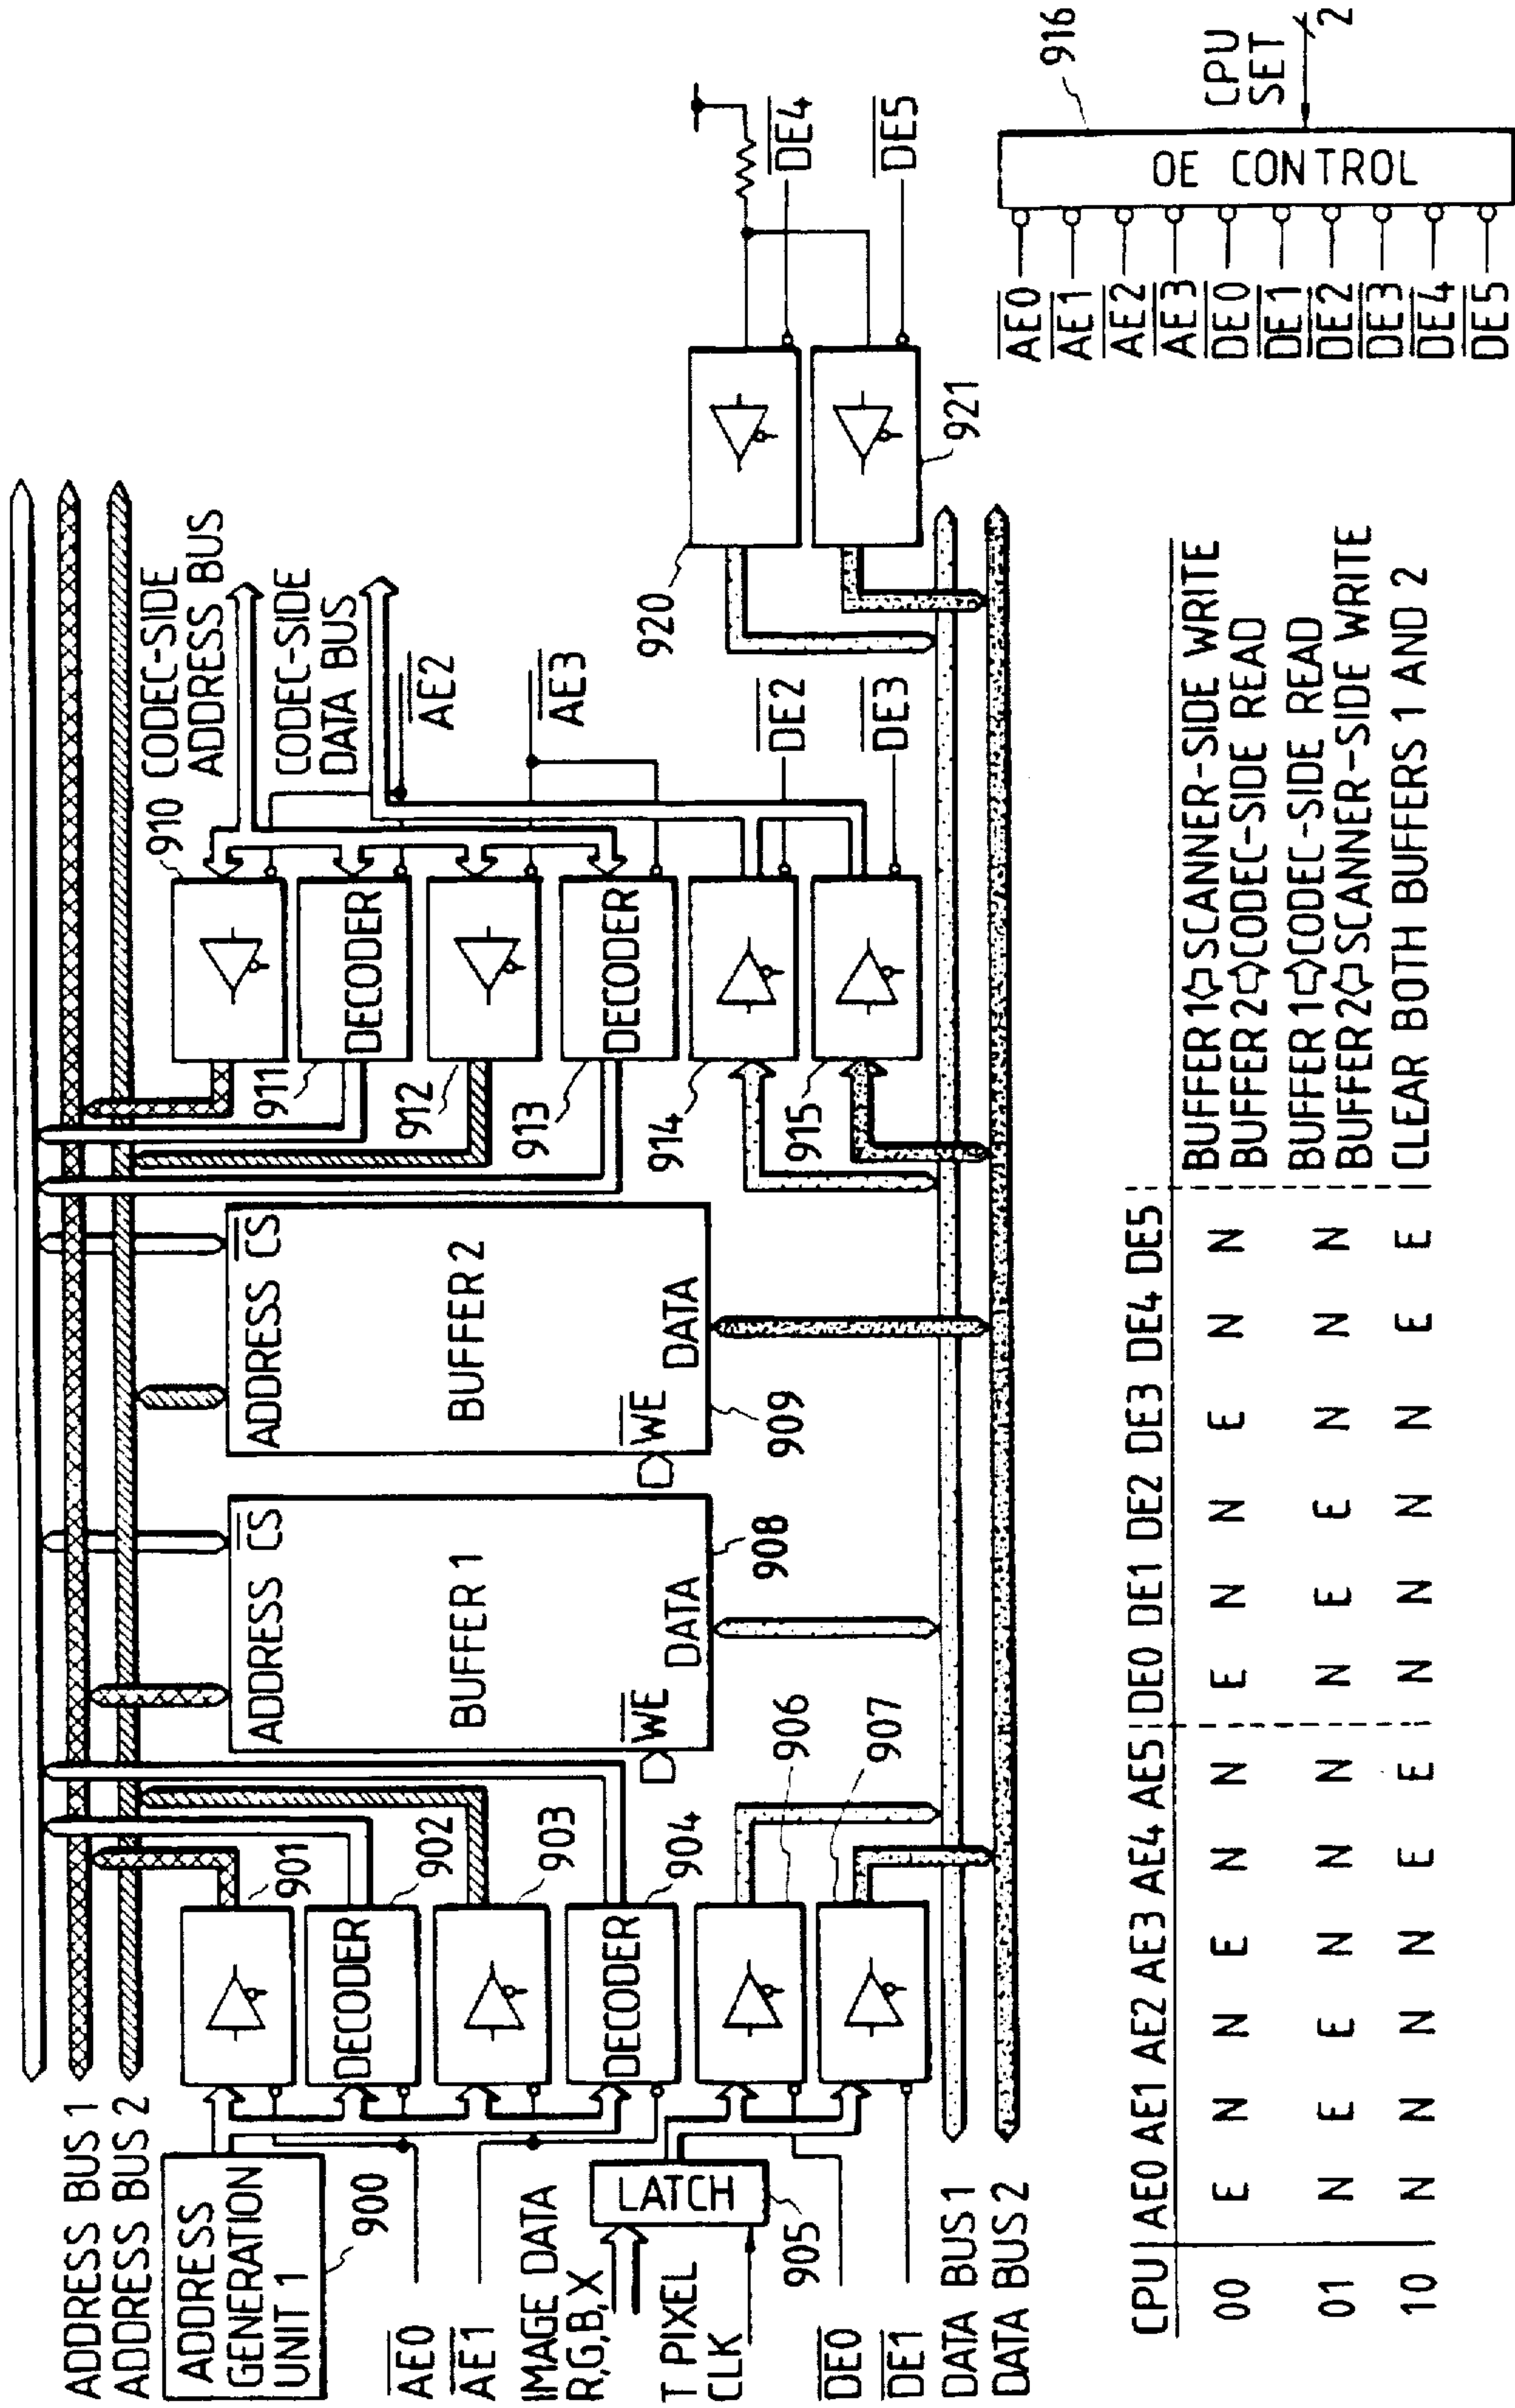 ADDRESS BUS 1
ADDRESS BUS 2
ADDRESS
GENERATION
UNIT 1
900
AE0
AE1
IMAGE DATA
R,G,B,X
T PIXEL
CLK
LATCH
905
DE0
DE1
DATA BUS 1
DATA BUS 2
901
DECODER
902
903
DECODER
904
906
907
ADDRESS CS
BUFFER 1
WE
DATA
908
ADDRESS CS
BUFFER 2
WE
DATA
909
910
CODEC-SIDE
ADDRESS BUS
CODEC-SIDE
DATA BUS
DECODER
911
912
DECODER
913
914
915
AE2
AE3
DE2
DE3
920
921
DE4
DE5
916
OE CONTROL
CPU
SET
2
AE0
AE1
AE2
AE3
DE0
DE1
DE2
DE3
DE4
DE5
CPU AE0 AE1 AE2 AE3 AE4 AE5 DE0 DE1 DE2 DE3 DE4 DE5
00 E N N E N N E N N E N N BUFFER 1⇦SCANNER-SIDE WRITE
BUFFER 2⇨CODEC-SIDE READ
01 N E E N N N N E E N N N BUFFER 1⇨CODEC-SIDE READ
BUFFER 2⇦SCANNER-SIDE WRITE
10 N N N N E E N N N N E E CLEAR BOTH BUFFERS 1 AND 2